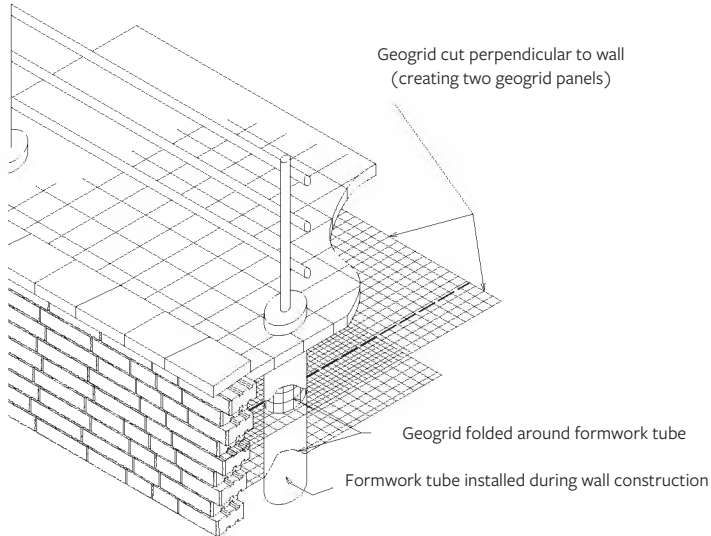 Geogrid cut perpendicular to wall
(creating two geogrid panels)
Geogrid folded around formwork tube
Formwork tube installed during wall construction